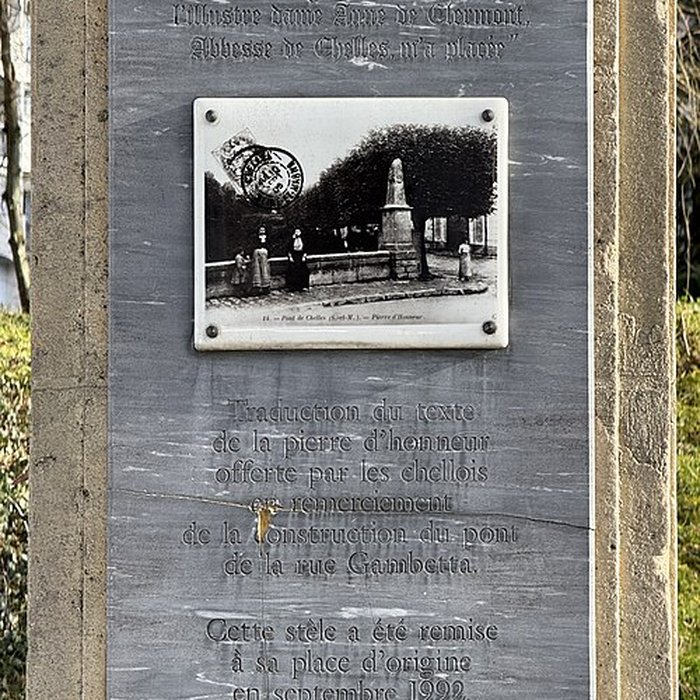 l'illustre dame Anne de Clermont,
Abbesse de Chelles, m'a placée"
14. — Pont de Chelles (S.-et-M.). — Pierre d'Honneur.
Traduction du texte
de la pierre d'honneur
offerte par les chellois
en remerciement
de la construction du pont
de la rue Gambetta.
Cette stèle a été remise
à sa place d'origine
en septembre 1992